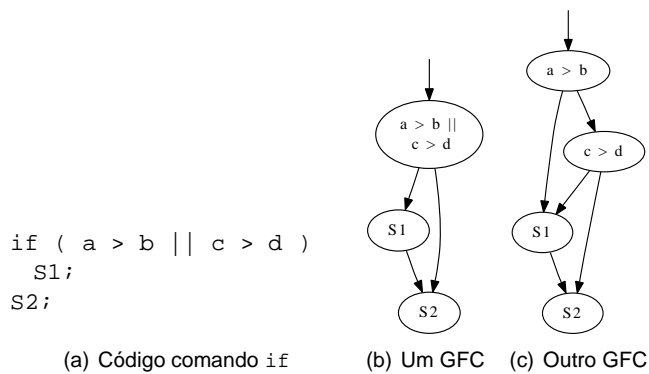 if ( a > b || c > d )
S1;
S2;
(a) Código comando if
a > b ||
c > d
S1
S2
(b) Um GFC
a > b
c > d
S1
S2
(c) Outro GFC